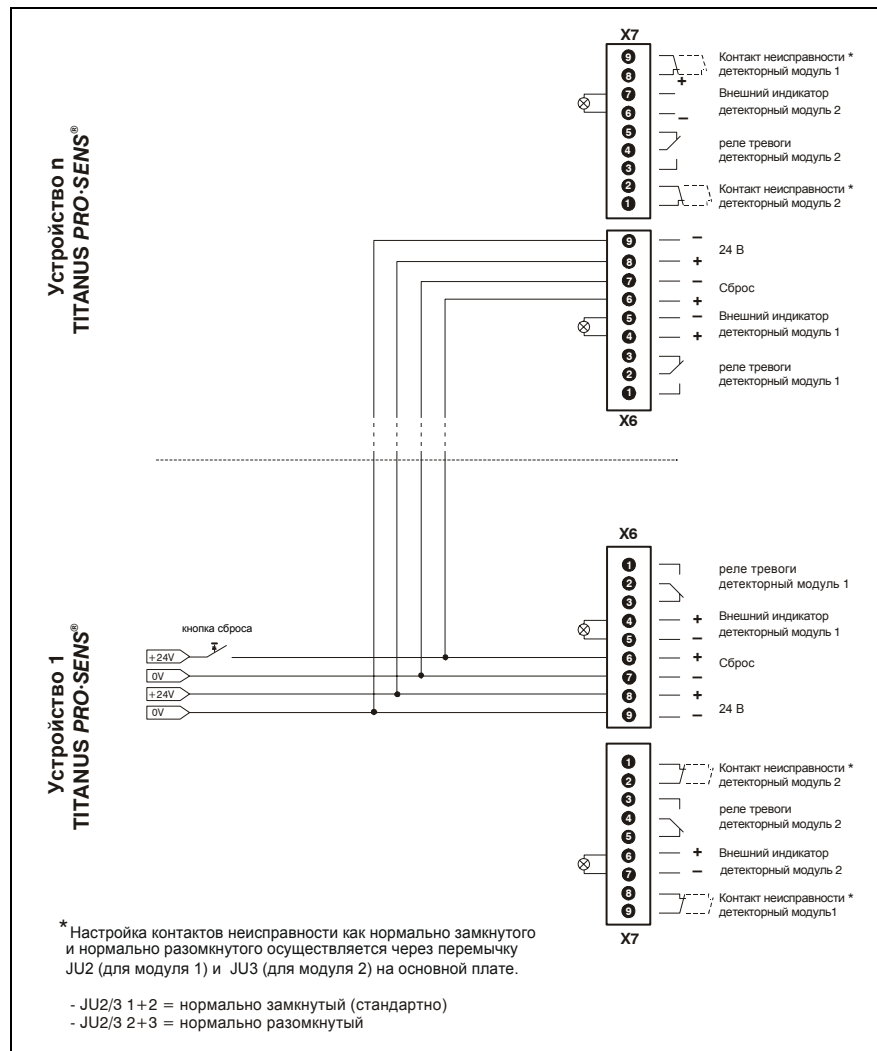 Устройство n
TITANUS PRO·SENS®
X7
9
Контакт неисправности *
8
детекторный модуль 1
+
7
Внешний индикатор
6
–
детекторный модуль 2
5
4
реле тревоги
детекторный модуль 2
3
2
Контакт неисправности *
1
детекторный модуль 2
9
–
24 В
8
+
7
–
Сброс
6
+
5
–
Внешний индикатор
4
+
детекторный модуль 1
3
2
реле тревоги
детекторный модуль 1
1
X6
Устройство 1
TITANUS PRO·SENS®
X6
1
реле тревоги
2
детекторный модуль 1
3
4
+
Внешний индикатор
5
–
детекторный модуль 1
6
+
Сброс
7
–
8
+
24 В
9
–
кнопка сброса
+24V
0V
+24V
0V
1
Контакт неисправности *
2
детекторный модуль 2
3
реле тревоги
4
детекторный модуль 2
5
6
+
Внешний индикатор
7
–
детекторный модуль 2
8
Контакт неисправности *
9
детекторный модуль1
X7
* Настройка контактов неисправности как нормально замкнутого
и нормально разомкнутого осуществляется через перемычку
JU2 (для модуля 1) и JU3 (для модуля 2) на основной плате.
- JU2/3 1+2 = нормально замкнутый (стандартно)
- JU2/3 2+3 = нормально разомкнутый